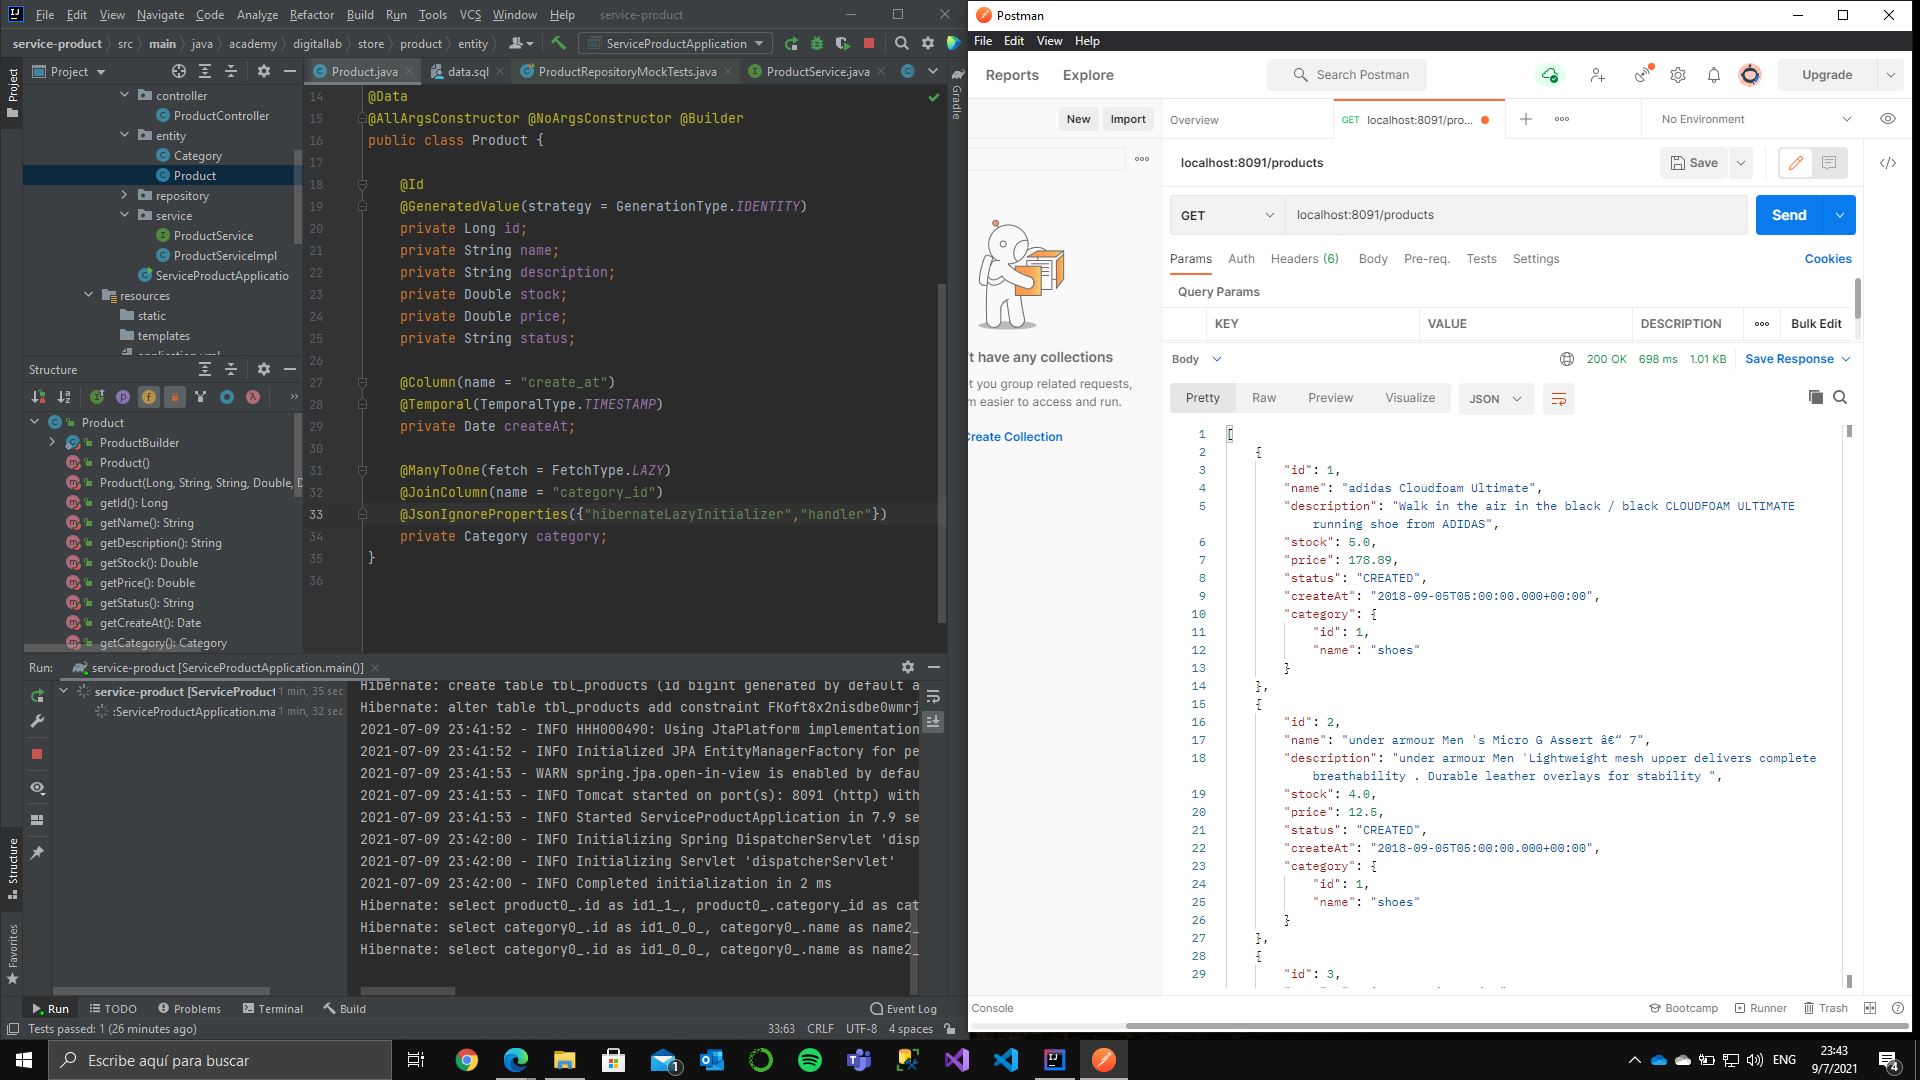 File Edit View Navigate Code Analyze Refactor Build Run Tools VCS Window Help service-product
service-product src main java academy digitallab store product entity ServiceProductApplication
Project
Product.java data.sql ProductRepositoryMockTests.java ProductService.java
controller
ProductController
entity
Category
Product
repository
service
ProductService
ProductServiceImpl
ServiceProductApplicatio
resources
static
templates
application.yml
Structure
Product
ProductBuilder
Product()
Product(Long, String, String, Double, D
getId(): Long
getName(): String
getDescription(): String
getStock(): Double
getPrice(): Double
getStatus(): String
getCreateAt(): Date
getCategory(): Category
Project
Structure
Favorites
Gradle
14 @Data
15 @AllArgsConstructor @NoArgsConstructor @Builder
16 public class Product {
17
18 @Id
19 @GeneratedValue(strategy = GenerationType.IDENTITY)
20 private Long id;
21 private String name;
22 private String description;
23 private Double stock;
24 private Double price;
25 private String status;
26
27 @Column(name = "create_at")
28 @Temporal(TemporalType.TIMESTAMP)
29 private Date createAt;
30
31 @ManyToOne(fetch = FetchType.LAZY)
32 @JoinColumn(name = "category_id")
33 @JsonIgnoreProperties({"hibernateLazyInitializer","handler"})
34 private Category category;
35 }
36
Run: service-product [ServiceProductApplication.main()]
service-product [ServiceProduct 1 min, 35 sec
:ServiceProductApplication.ma 1 min, 32 sec
Hibernate: create table tbl_products (id bigint generated by default a
Hibernate: alter table tbl_products add constraint FKoft8x2nisdbe0wmrj
2021-07-09 23:41:52 - INFO HHH000490: Using JtaPlatform implementation
2021-07-09 23:41:52 - INFO Initialized JPA EntityManagerFactory for pe
2021-07-09 23:41:53 - WARN spring.jpa.open-in-view is enabled by defau
2021-07-09 23:41:53 - INFO Tomcat started on port(s): 8091 (http) with
2021-07-09 23:41:53 - INFO Started ServiceProductApplication in 7.9 se
2021-07-09 23:42:00 - INFO Initializing Spring DispatcherServlet 'disp
2021-07-09 23:42:00 - INFO Initializing Servlet 'dispatcherServlet'
2021-07-09 23:42:00 - INFO Completed initialization in 2 ms
Hibernate: select product0_.id as id1_1_, product0_.category_id as cat
Hibernate: select category0_.id as id1_0_0_, category0_.name as name2_
Hibernate: select category0_.id as id1_0_0_, category0_.name as name2_
Run TODO Problems Terminal Build Event Log
Tests passed: 1 (26 minutes ago) 33:63 CRLF UTF-8 4 spaces
Postman
File Edit View Help
Reports Explore Search Postman Upgrade
New Import Overview GET localhost:8091/pro... No Environment
localhost:8091/products Save
GET localhost:8091/products Send
't have any collections
t you group related requests,
m easier to access and run.
Create Collection
Params Auth Headers (6) Body Pre-req. Tests Settings Cookies
Query Params
KEY VALUE DESCRIPTION Bulk Edit
Body 200 OK 698 ms 1.01 KB Save Response
Pretty Raw Preview Visualize JSON
1 [
2 {
3 "id": 1,
4 "name": "adidas Cloudfoam Ultimate",
5 "description": "Walk in the air in the black / black CLOUDFOAM ULTIMATE
running shoe from ADIDAS",
6 "stock": 5.0,
7 "price": 178.89,
8 "status": "CREATED",
9 "createAt": "2018-09-05T05:00:00.000+00:00",
10 "category": {
11 "id": 1,
12 "name": "shoes"
13 }
14 },
15 {
16 "id": 2,
17 "name": "under armour Men 's Micro G Assert â€“ 7",
18 "description": "under armour Men 'Lightweight mesh upper delivers complete
breathability . Durable leather overlays for stability ",
19 "stock": 4.0,
20 "price": 12.5,
21 "status": "CREATED",
22 "createAt": "2018-09-05T05:00:00.000+00:00",
23 "category": {
24 "id": 1,
25 "name": "shoes"
26 }
27 },
28 {
29 "id": 3,
Console Bootcamp Runner Trash
Escribe aquí para buscar
1
ENG
23:43
9/7/2021
4